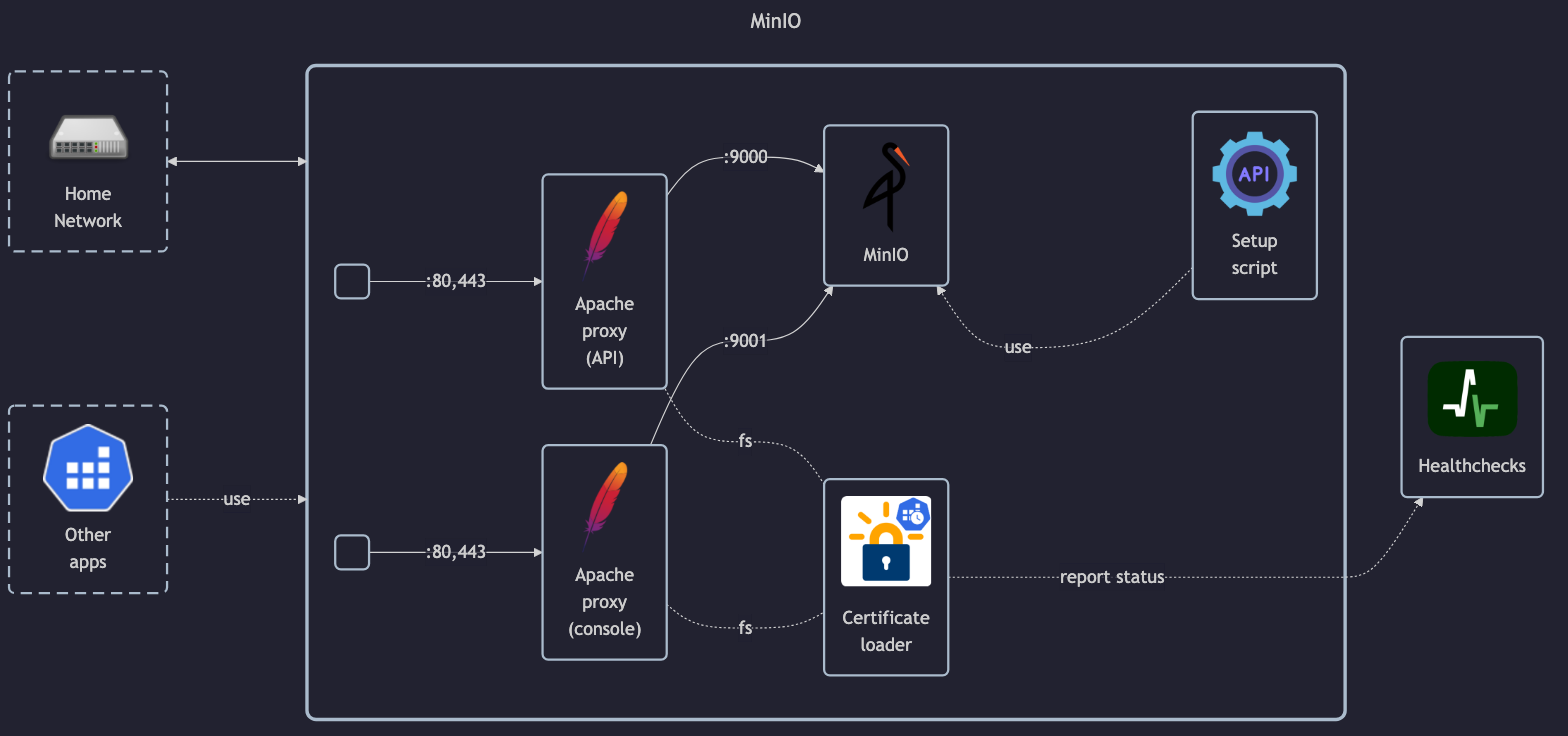 MinIO
Home
Network
Other
apps
use
:80,443
:80,443
Apache
proxy
(API)
Apache
proxy
(console)
:9000
:9001
fs
fs
MinIO
Certificate
loader
use
API
Setup
script
report status
Healthchecks